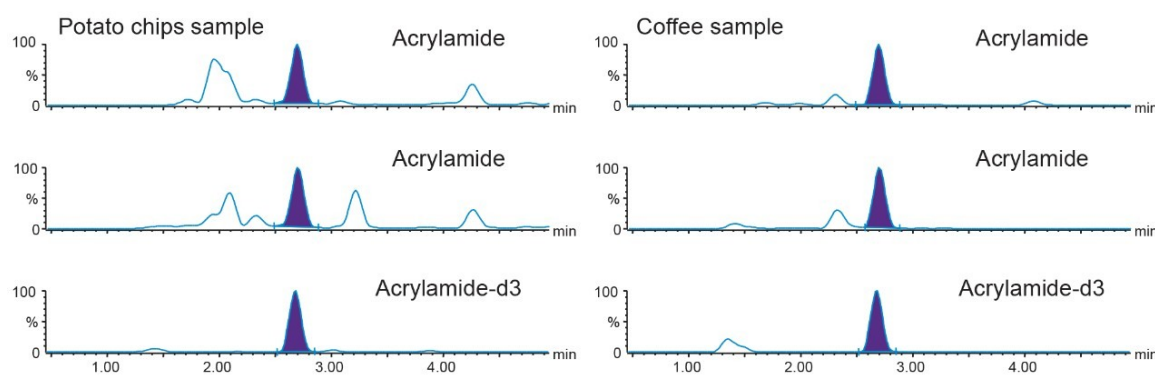 Potato chips sample
Acrylamide
100
%
0
min
Acrylamide
100
%
0
min
Acrylamide-d3
100
%
0
min
1.00 2.00 3.00 4.00
Coffee sample
Acrylamide
100
%
0
min
Acrylamide
100
%
0
min
Acrylamide-d3
100
%
0
min
1.00 2.00 3.00 4.00